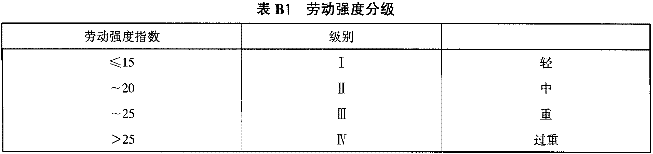 表 B1 劳动强度分级
劳动强度指数 级别
≤15 Ⅰ 轻
~20 Ⅱ 中
~25 Ⅲ 重
>25 Ⅳ 过重